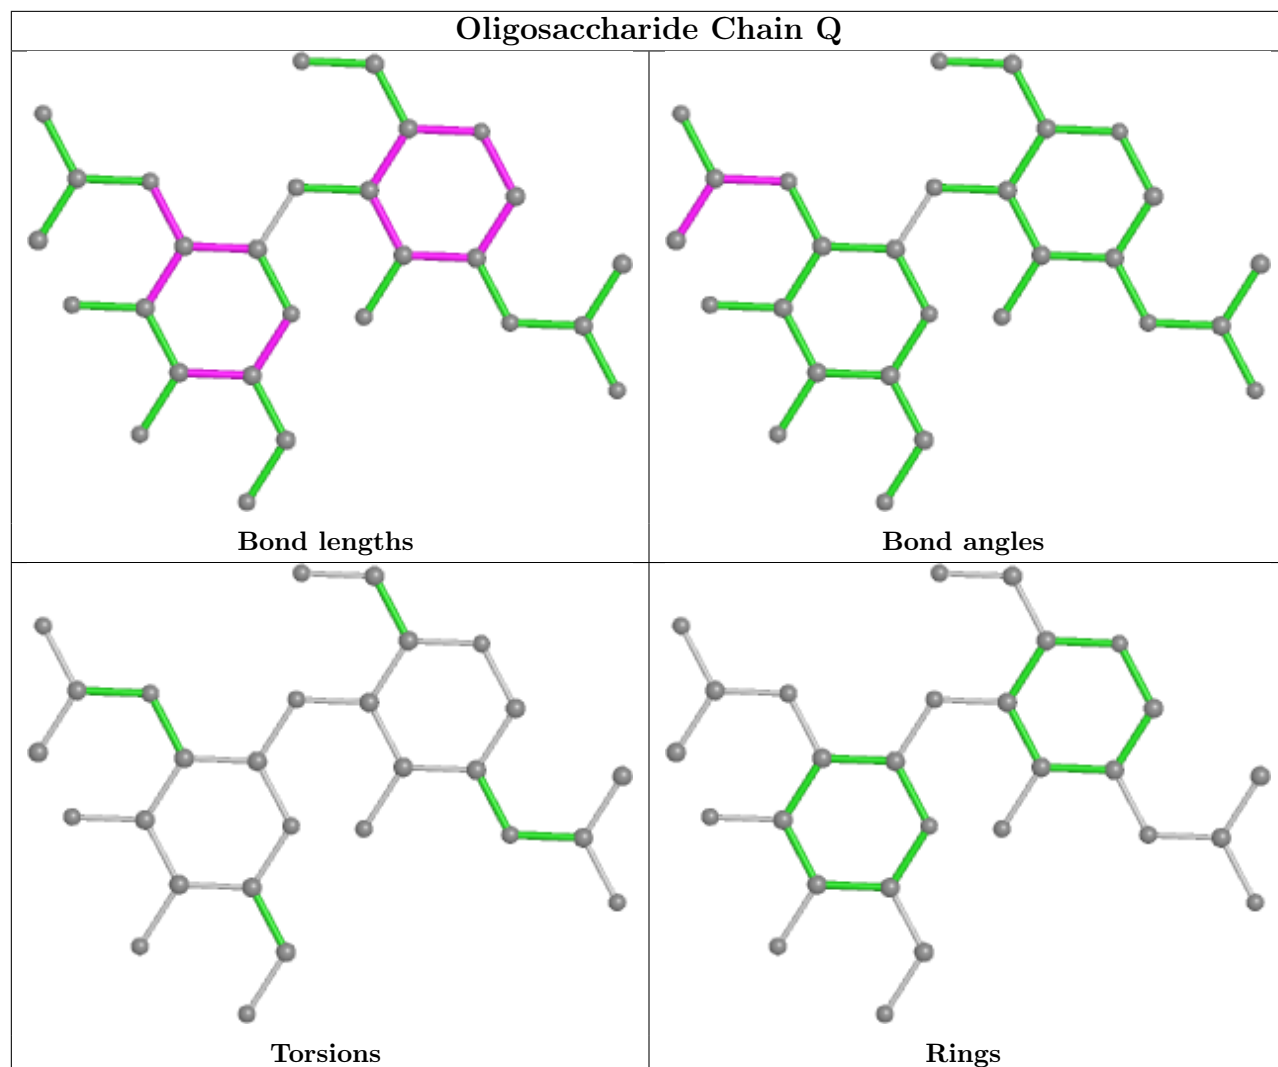 Oligosaccharide Chain Q
Bond lengths
Bond angles
Torsions
Rings